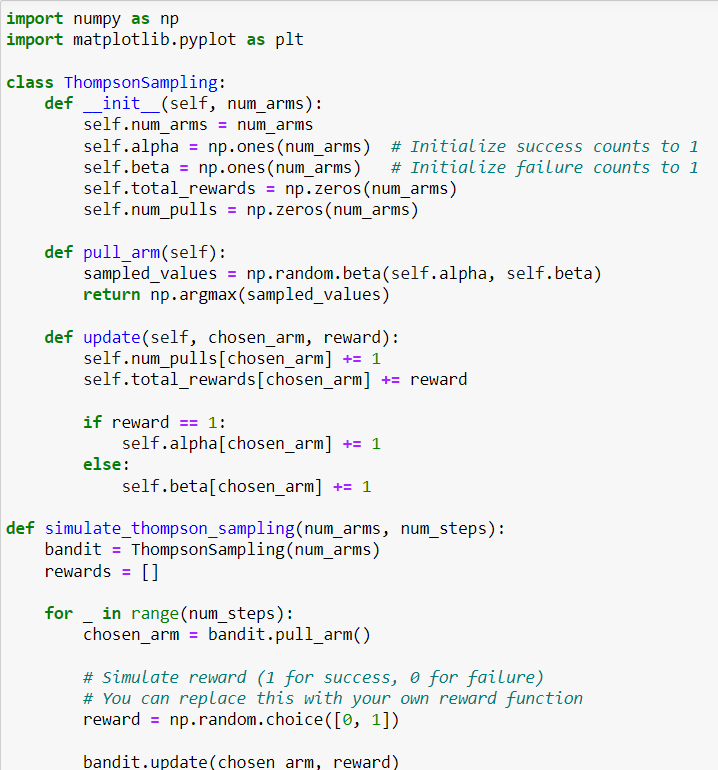 import numpy as np
import matplotlib.pyplot as plt

class ThompsonSampling:
    def __init__(self, num_arms):
        self.num_arms = num_arms
        self.alpha = np.ones(num_arms)  # Initialize success counts to 1
        self.beta = np.ones(num_arms)   # Initialize failure counts to 1
        self.total_rewards = np.zeros(num_arms)
        self.num_pulls = np.zeros(num_arms)

    def pull_arm(self):
        sampled_values = np.random.beta(self.alpha, self.beta)
        return np.argmax(sampled_values)

    def update(self, chosen_arm, reward):
        self.num_pulls[chosen_arm] += 1
        self.total_rewards[chosen_arm] += reward

        if reward == 1:
            self.alpha[chosen_arm] += 1
        else:
            self.beta[chosen_arm] += 1

def simulate_thompson_sampling(num_arms, num_steps):
    bandit = ThompsonSampling(num_arms)
    rewards = []

    for _ in range(num_steps):
        chosen_arm = bandit.pull_arm()

        # Simulate reward (1 for success, 0 for failure)
        # You can replace this with your own reward function
        reward = np.random.choice([0, 1])

        bandit.update(chosen_arm, reward)